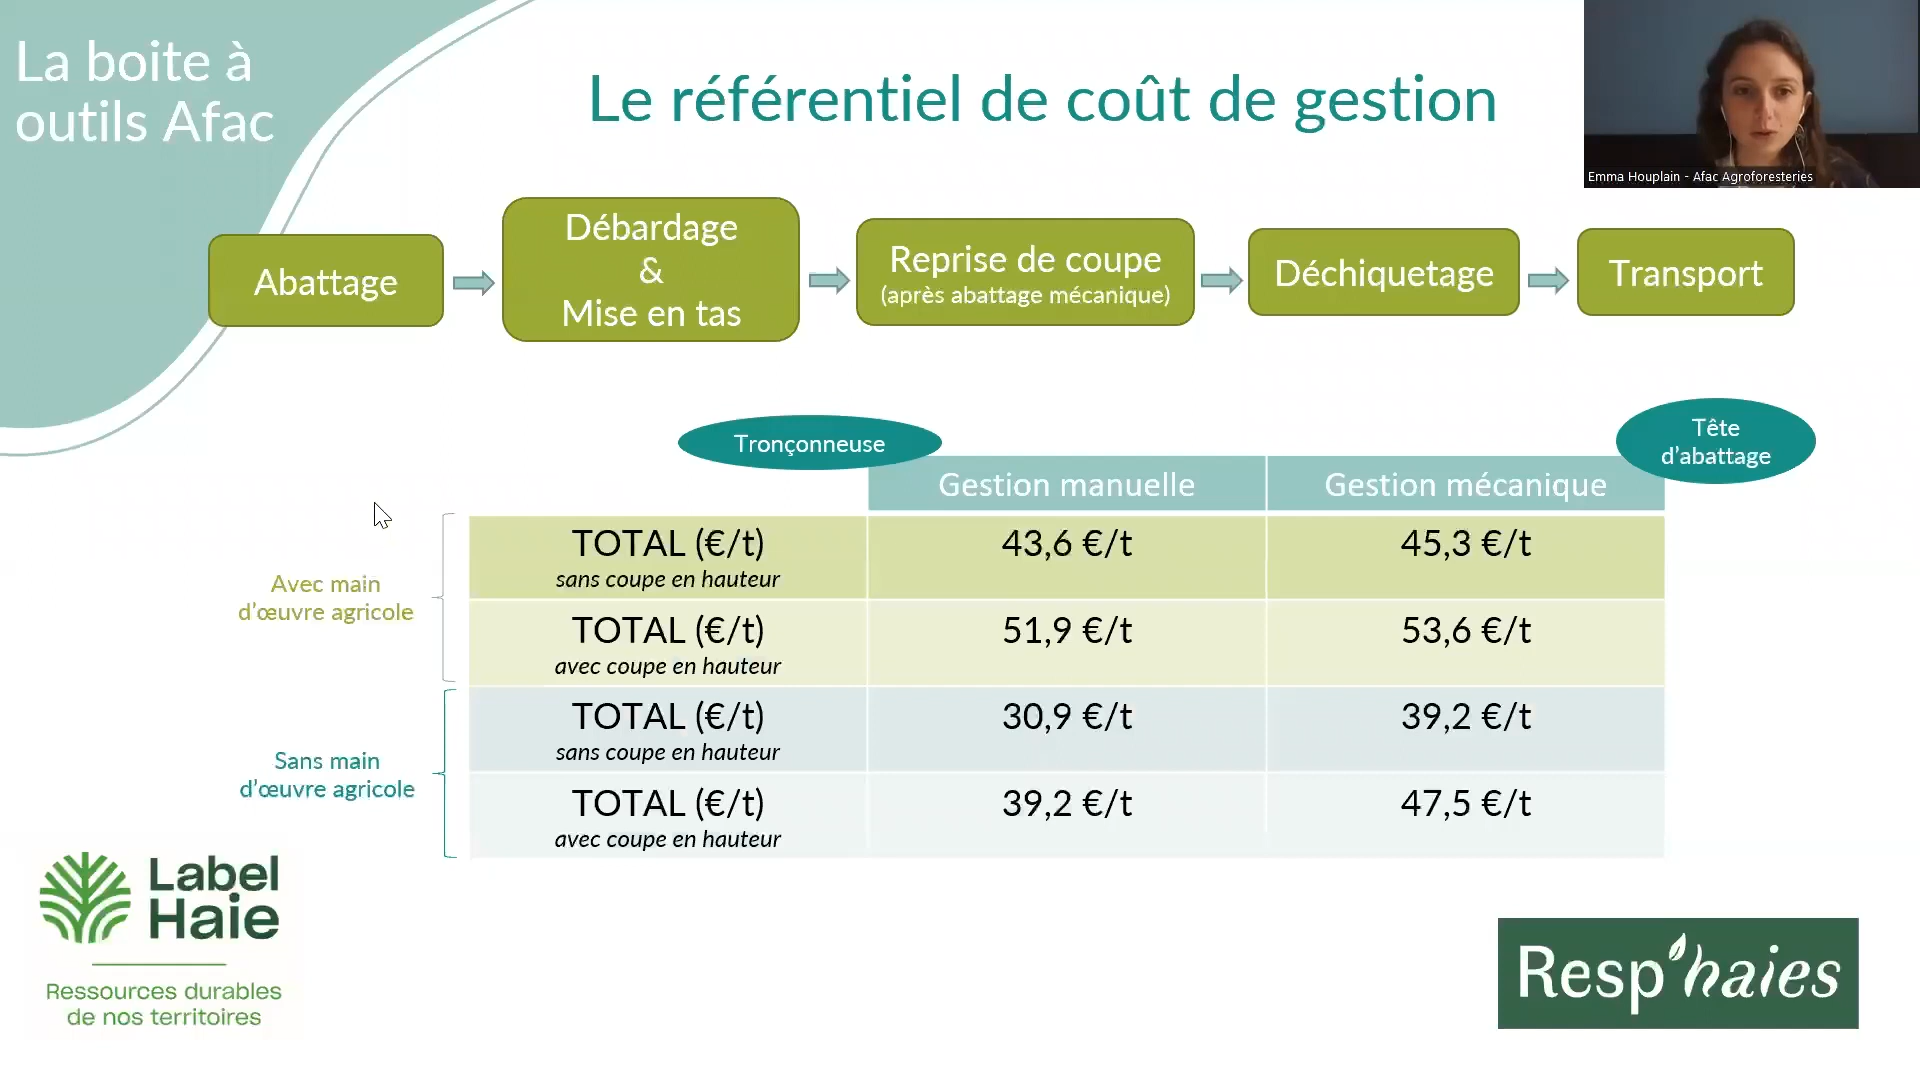 La boite à
outils Afac
Le référentiel de coût de gestion
Emma Houplain - Afac Agroforesteries
Abattage
Débardage
&
Mise en tas
Reprise de coupe
(après abattage mécanique)
Déchiquetage
Transport
Tronçonneuse
Tête
d'abattage
Gestion manuelle
Gestion mécanique
Avec main
d'œuvre agricole
TOTAL (€/t)
sans coupe en hauteur
43,6 €/t
45,3 €/t
TOTAL (€/t)
avec coupe en hauteur
51,9 €/t
53,6 €/t
Sans main
d'œuvre agricole
TOTAL (€/t)
sans coupe en hauteur
30,9 €/t
39,2 €/t
TOTAL (€/t)
avec coupe en hauteur
39,2 €/t
47,5 €/t
Label
Haie
Ressources durables
de nos territoires
Resp'haies